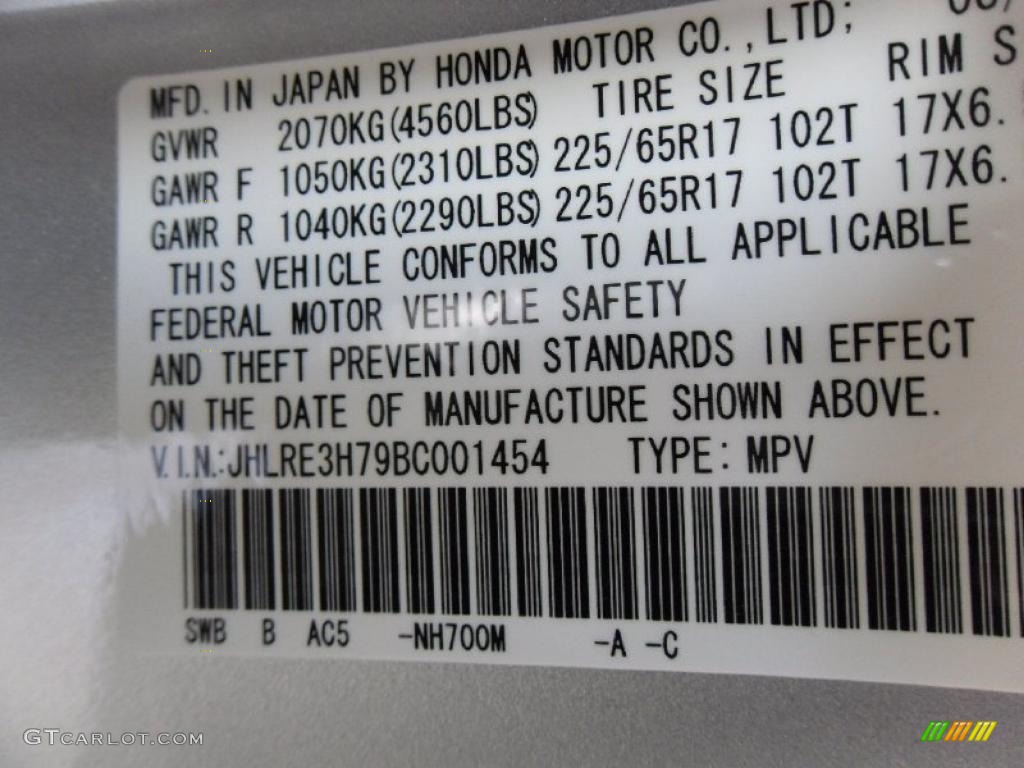 MFD. IN JAPAN BY HONDA MOTOR CO.,LTD;
GVWR 2070KG(4560LBS) TIRE SIZE RIM S
GAWR F 1050KG(2310LBS) 225/65R17 102T 17X6.
GAWR R 1040KG(2290LBS) 225/65R17 102T 17X6.
THIS VEHICLE CONFORMS TO ALL APPLICABLE
FEDERAL MOTOR VEHICLE SAFETY
AND THEFT PREVENTION STANDARDS IN EFFECT
ON THE DATE OF MANUFACTURE SHOWN ABOVE.
V.I.N.:JHLRE3H79BC001454 TYPE: MPV
SWB B AC5 -NH700M -A -C
GTCARLOT.COM